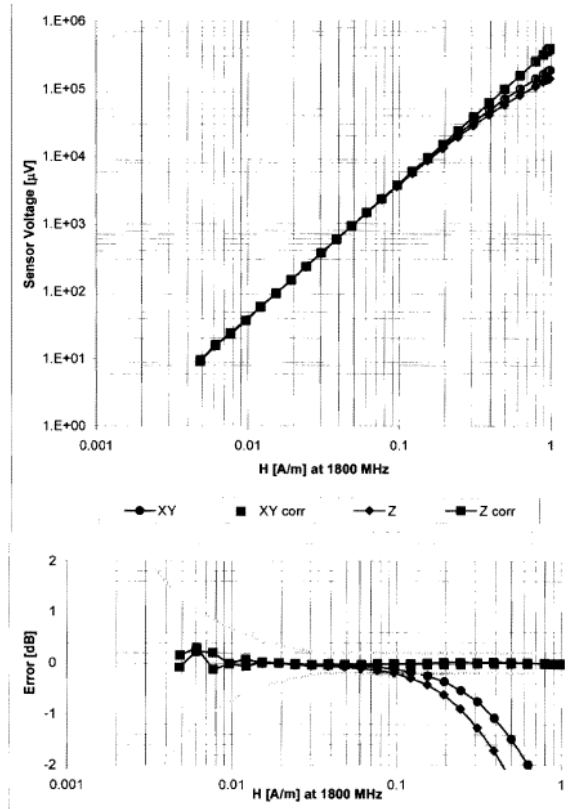 1.E+06
1.E+05
1.E+04
1.E+03
1.E+02
1.E+01
1.E+00
Sensor Voltage [µV]
0.001 0.01 0.1 1
H [A/m] at 1800 MHz
XY XY corr Z Z corr
2
1
0
-1
-2
Error [dB]
0.001 0.01 0.1 1
H [A/m] at 1800 MHz